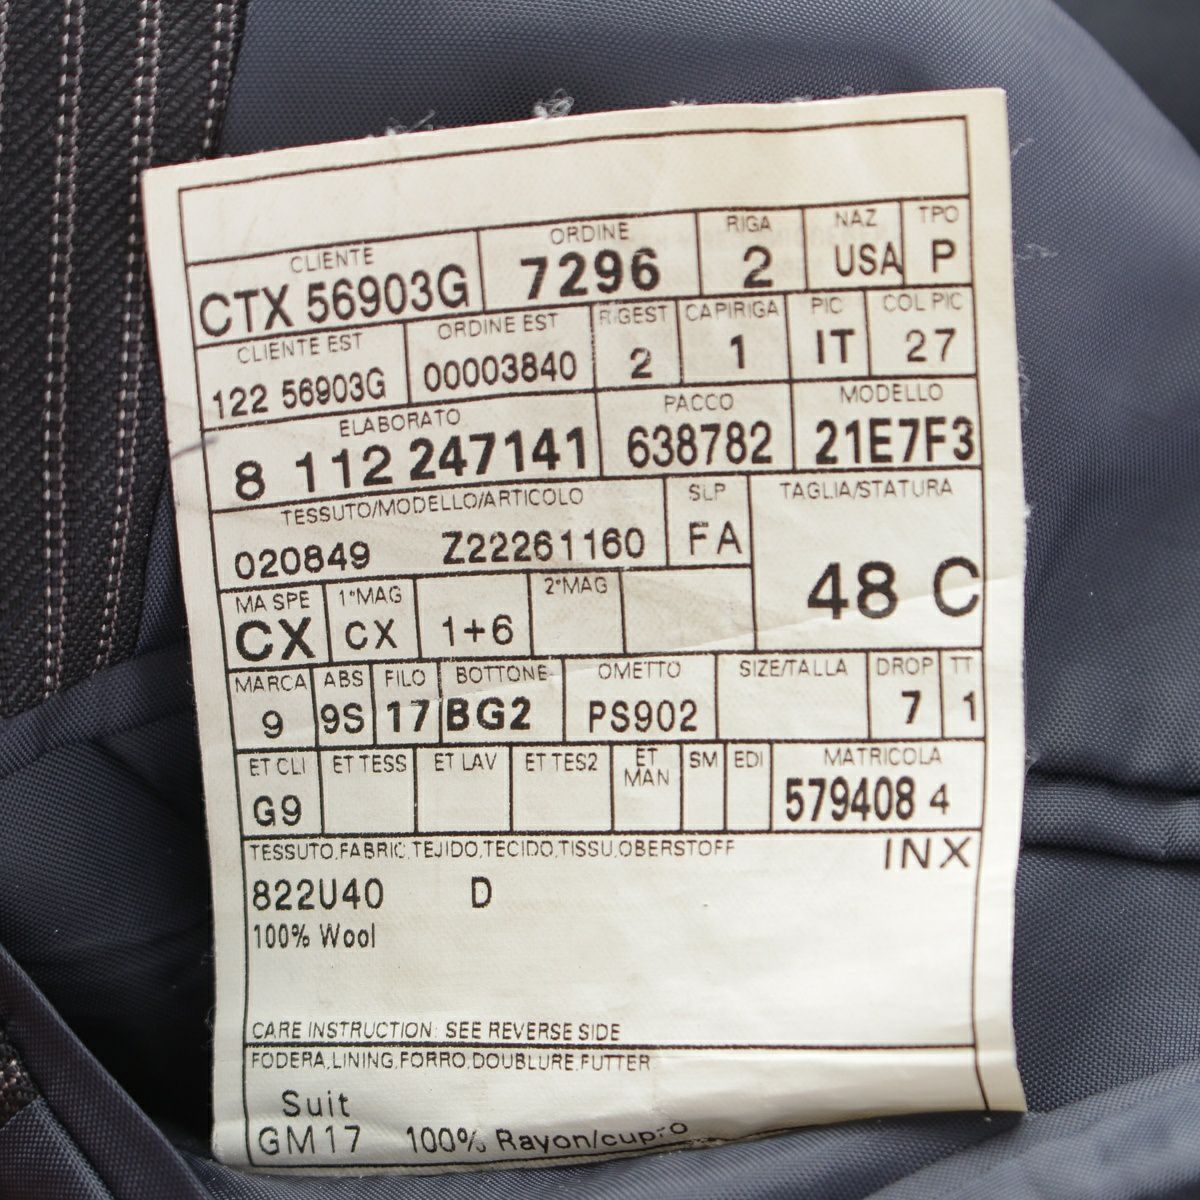 CLIENTE ORDINE RIGA NAZ TPO
CTX 56903G 7296 2 USA P
CLIENTE EST ORDINE EST RIGEST CAPIRIGA PIC COL PIC
122 56903G 00003840 2 1 IT 27
ELABORATO PACCO MODELLO
8 112 247141 638782 21E7F3
TESSUTO/MODELLO/ARTICOLO SLP TAGLIA/STATURA
020849 Z22261160 FA 48 C
MA SPE 1°MAG 2°MAG
CX CX 1+6
MARCA ABS FILO BOTTONE OMETTO SIZE/TALLA DROP TT
9 9S 17 BG2 PS902 7 1
ET CLI ET TESS ET LAV ET TES2 ET MAN SM EDI MATRICOLA
G9 579408 4
TESSUTO,FABRIC,TEJIDO,TECIDO,TISSU,OBERSTOFF INX
822U40 D
100% Wool
CARE INSTRUCTION: SEE REVERSE SIDE
FODERA,LINING,FORRO,DOUBLURE,FUTTER
Suit
GM17 100% Rayon/cupro